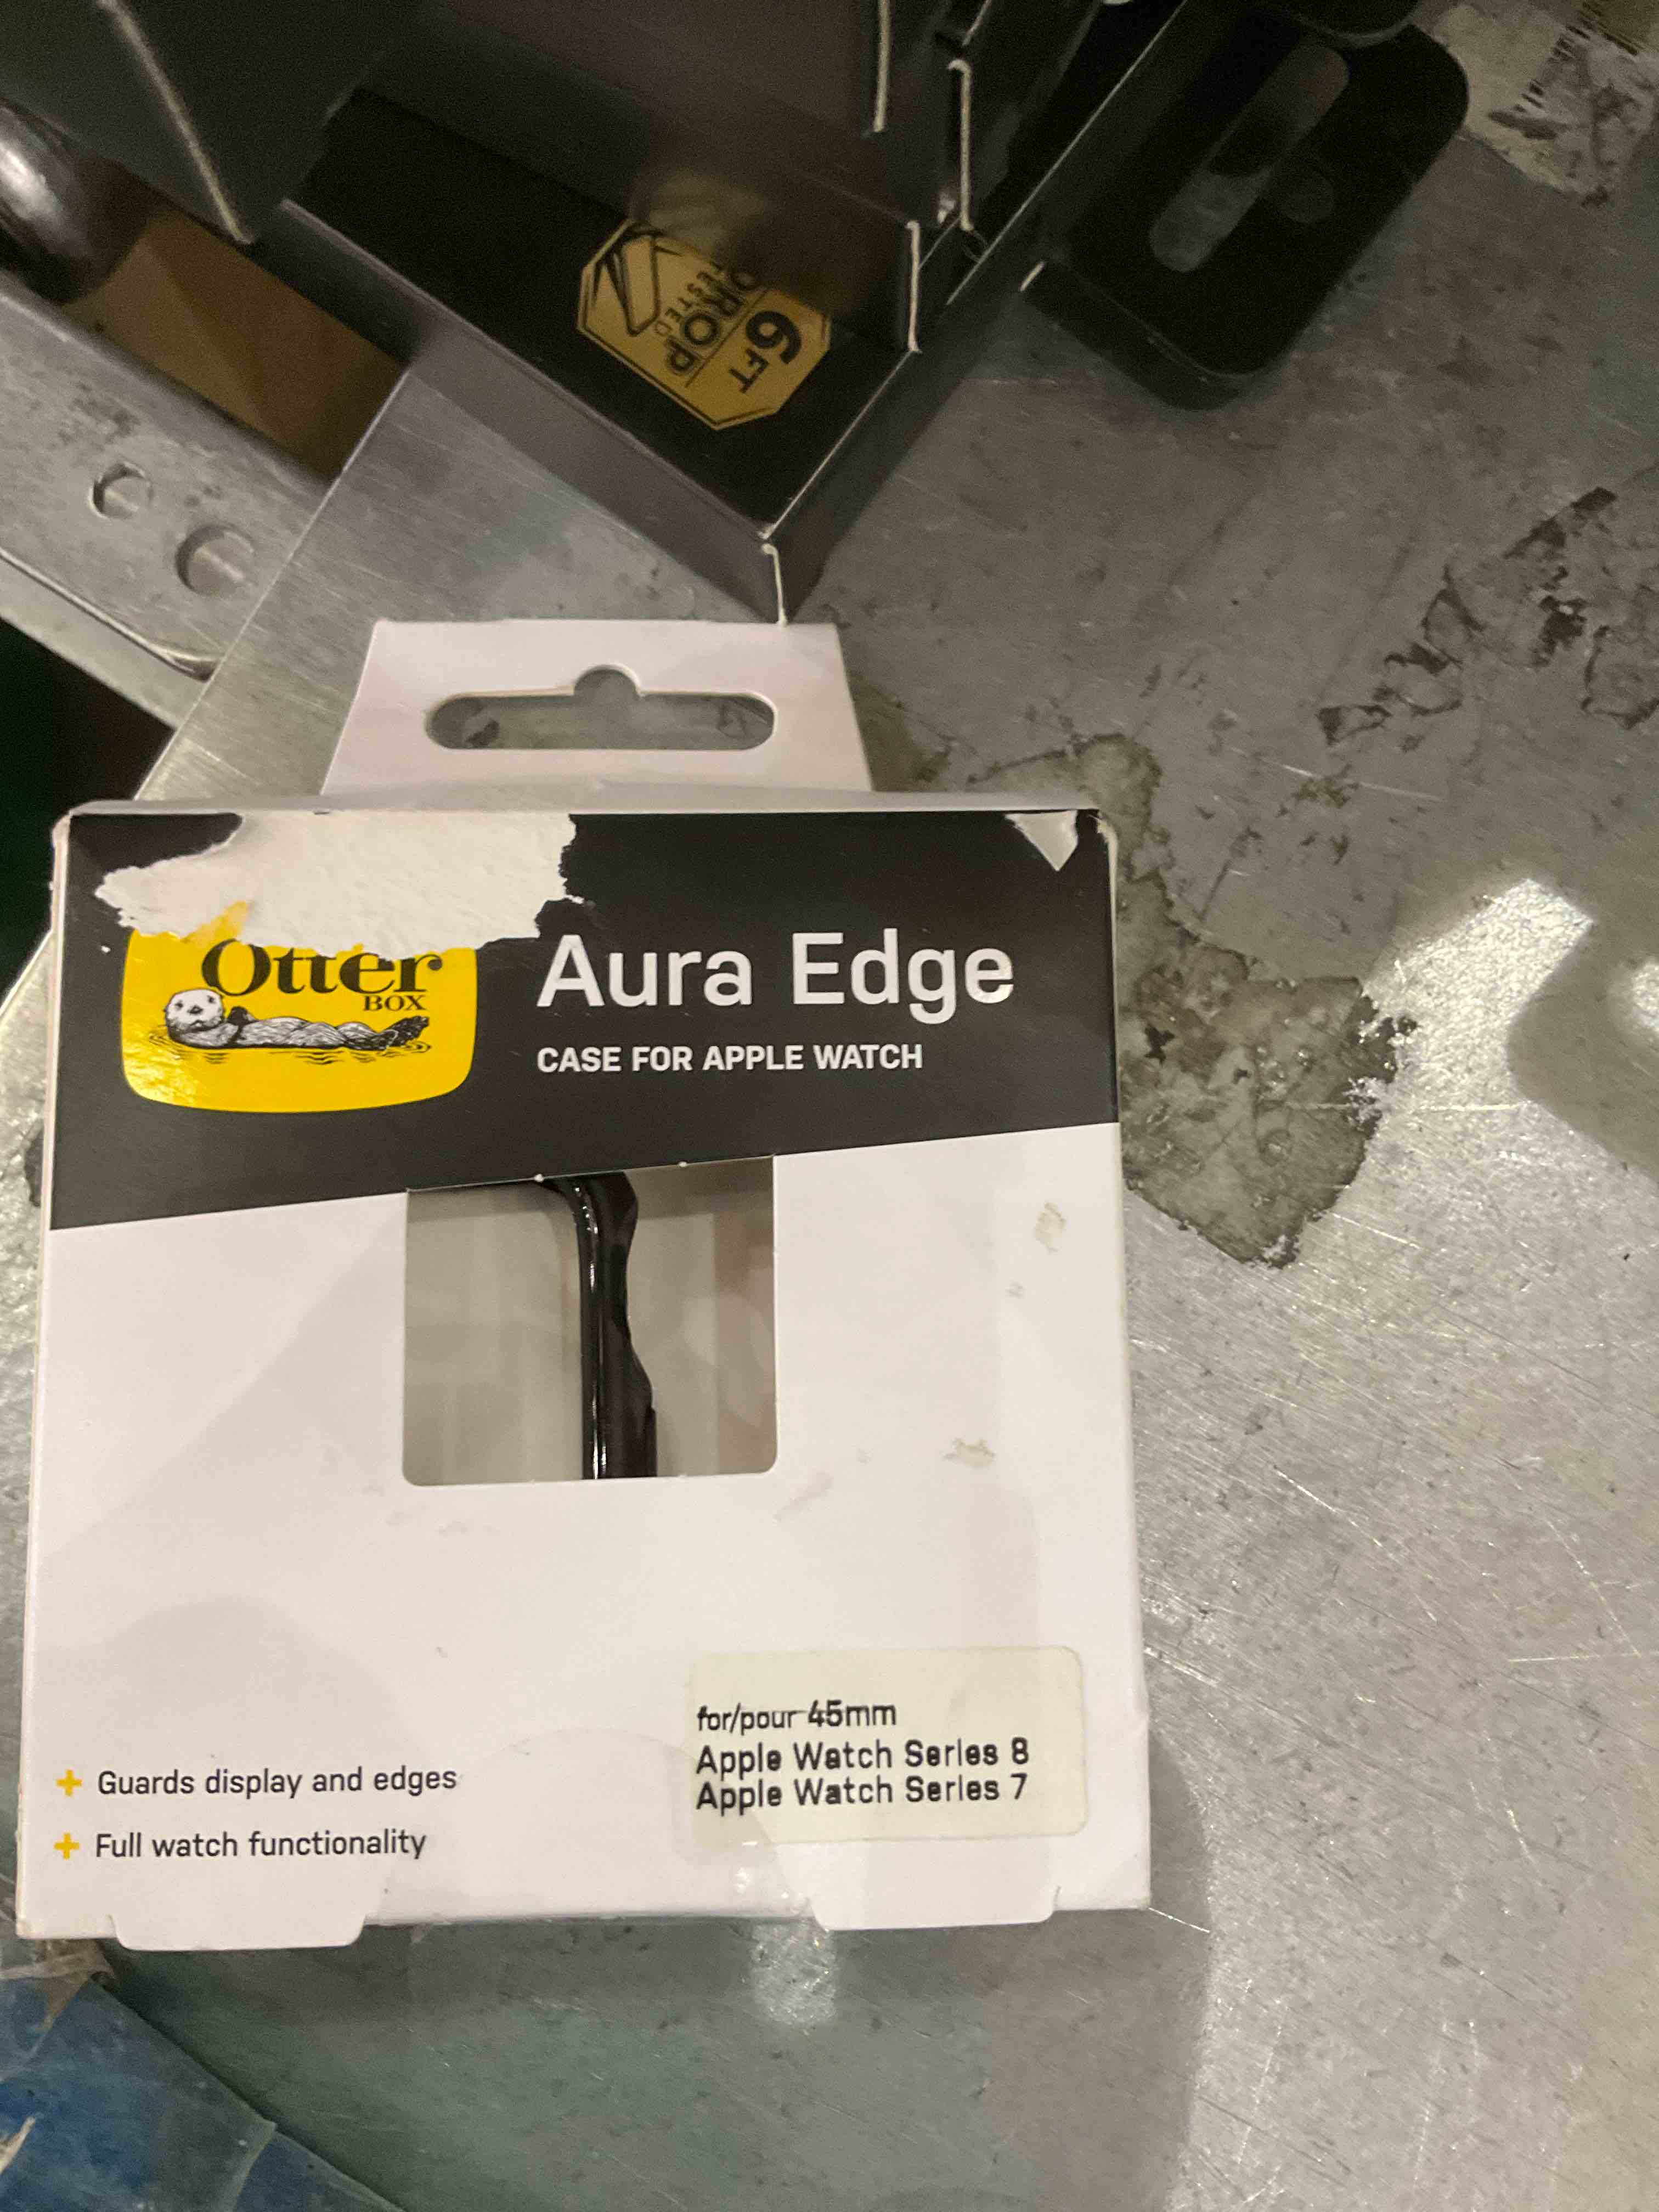 6FT
DROP
TESTED
Otter
BOX
Aura Edge
CASE FOR APPLE WATCH
for/pour 45mm
Apple Watch Series 8
Apple Watch Series 7
+ Guards display and edges
+ Full watch functionality